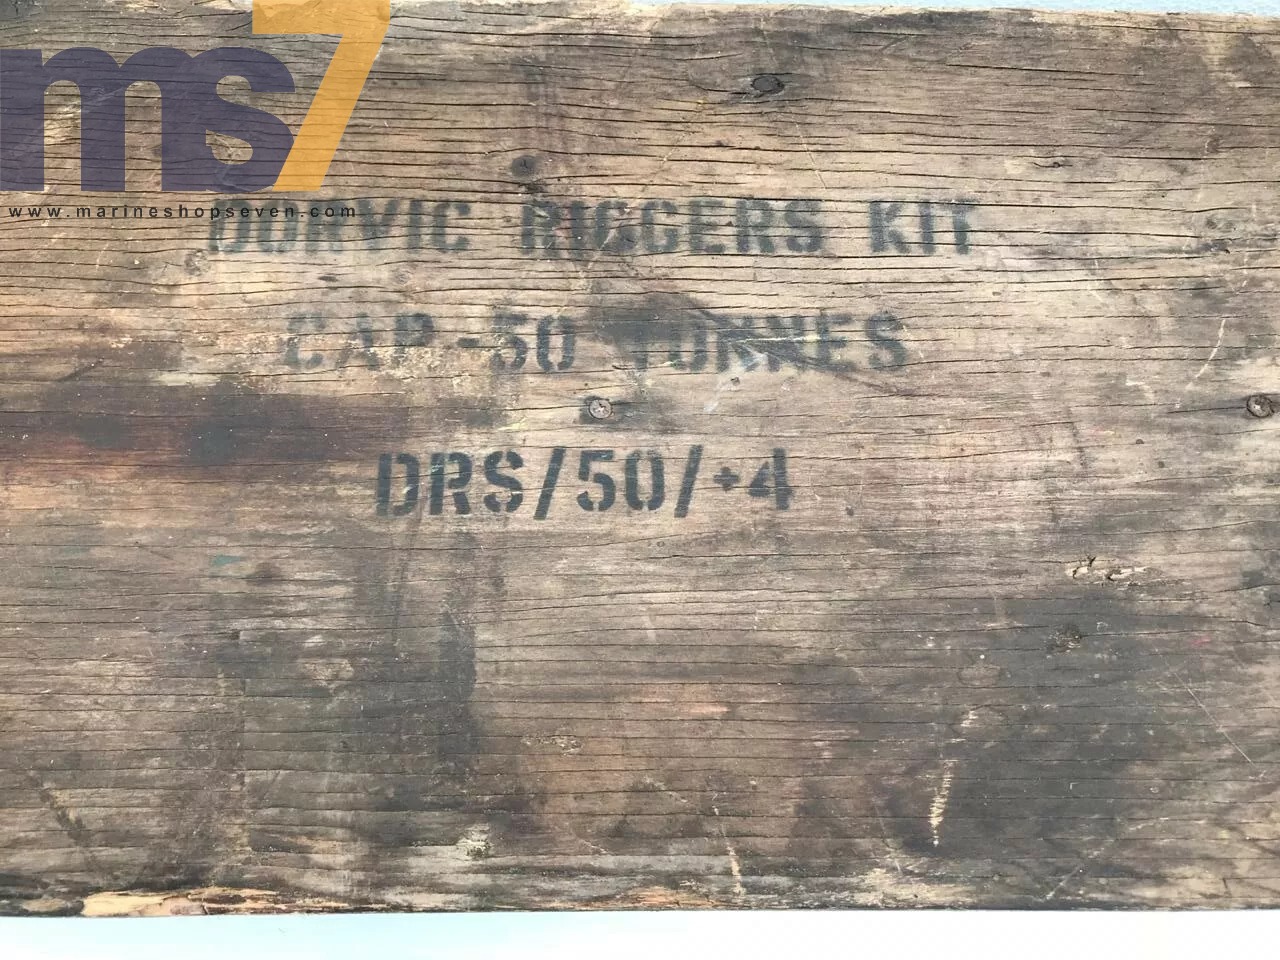 ms7
www.marineshopseven.com
DORVIC RIGGERS KIT
CAP-50 TONNES
DRS/50/+4